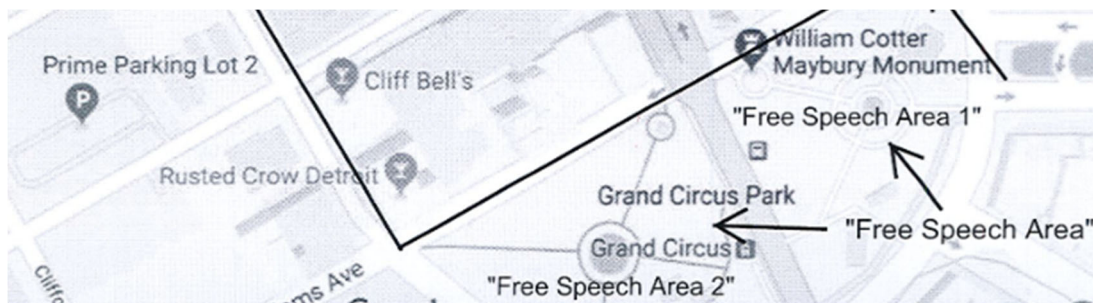 Prime Parking Lot 2
P
Cliff Bell's
William Cotter
Maybury Monument
"Free Speech Area 1"
Rusted Crow Detroit
Grand Circus Park
"Free Speech Area"
Grand Circus
"Free Speech Area 2"